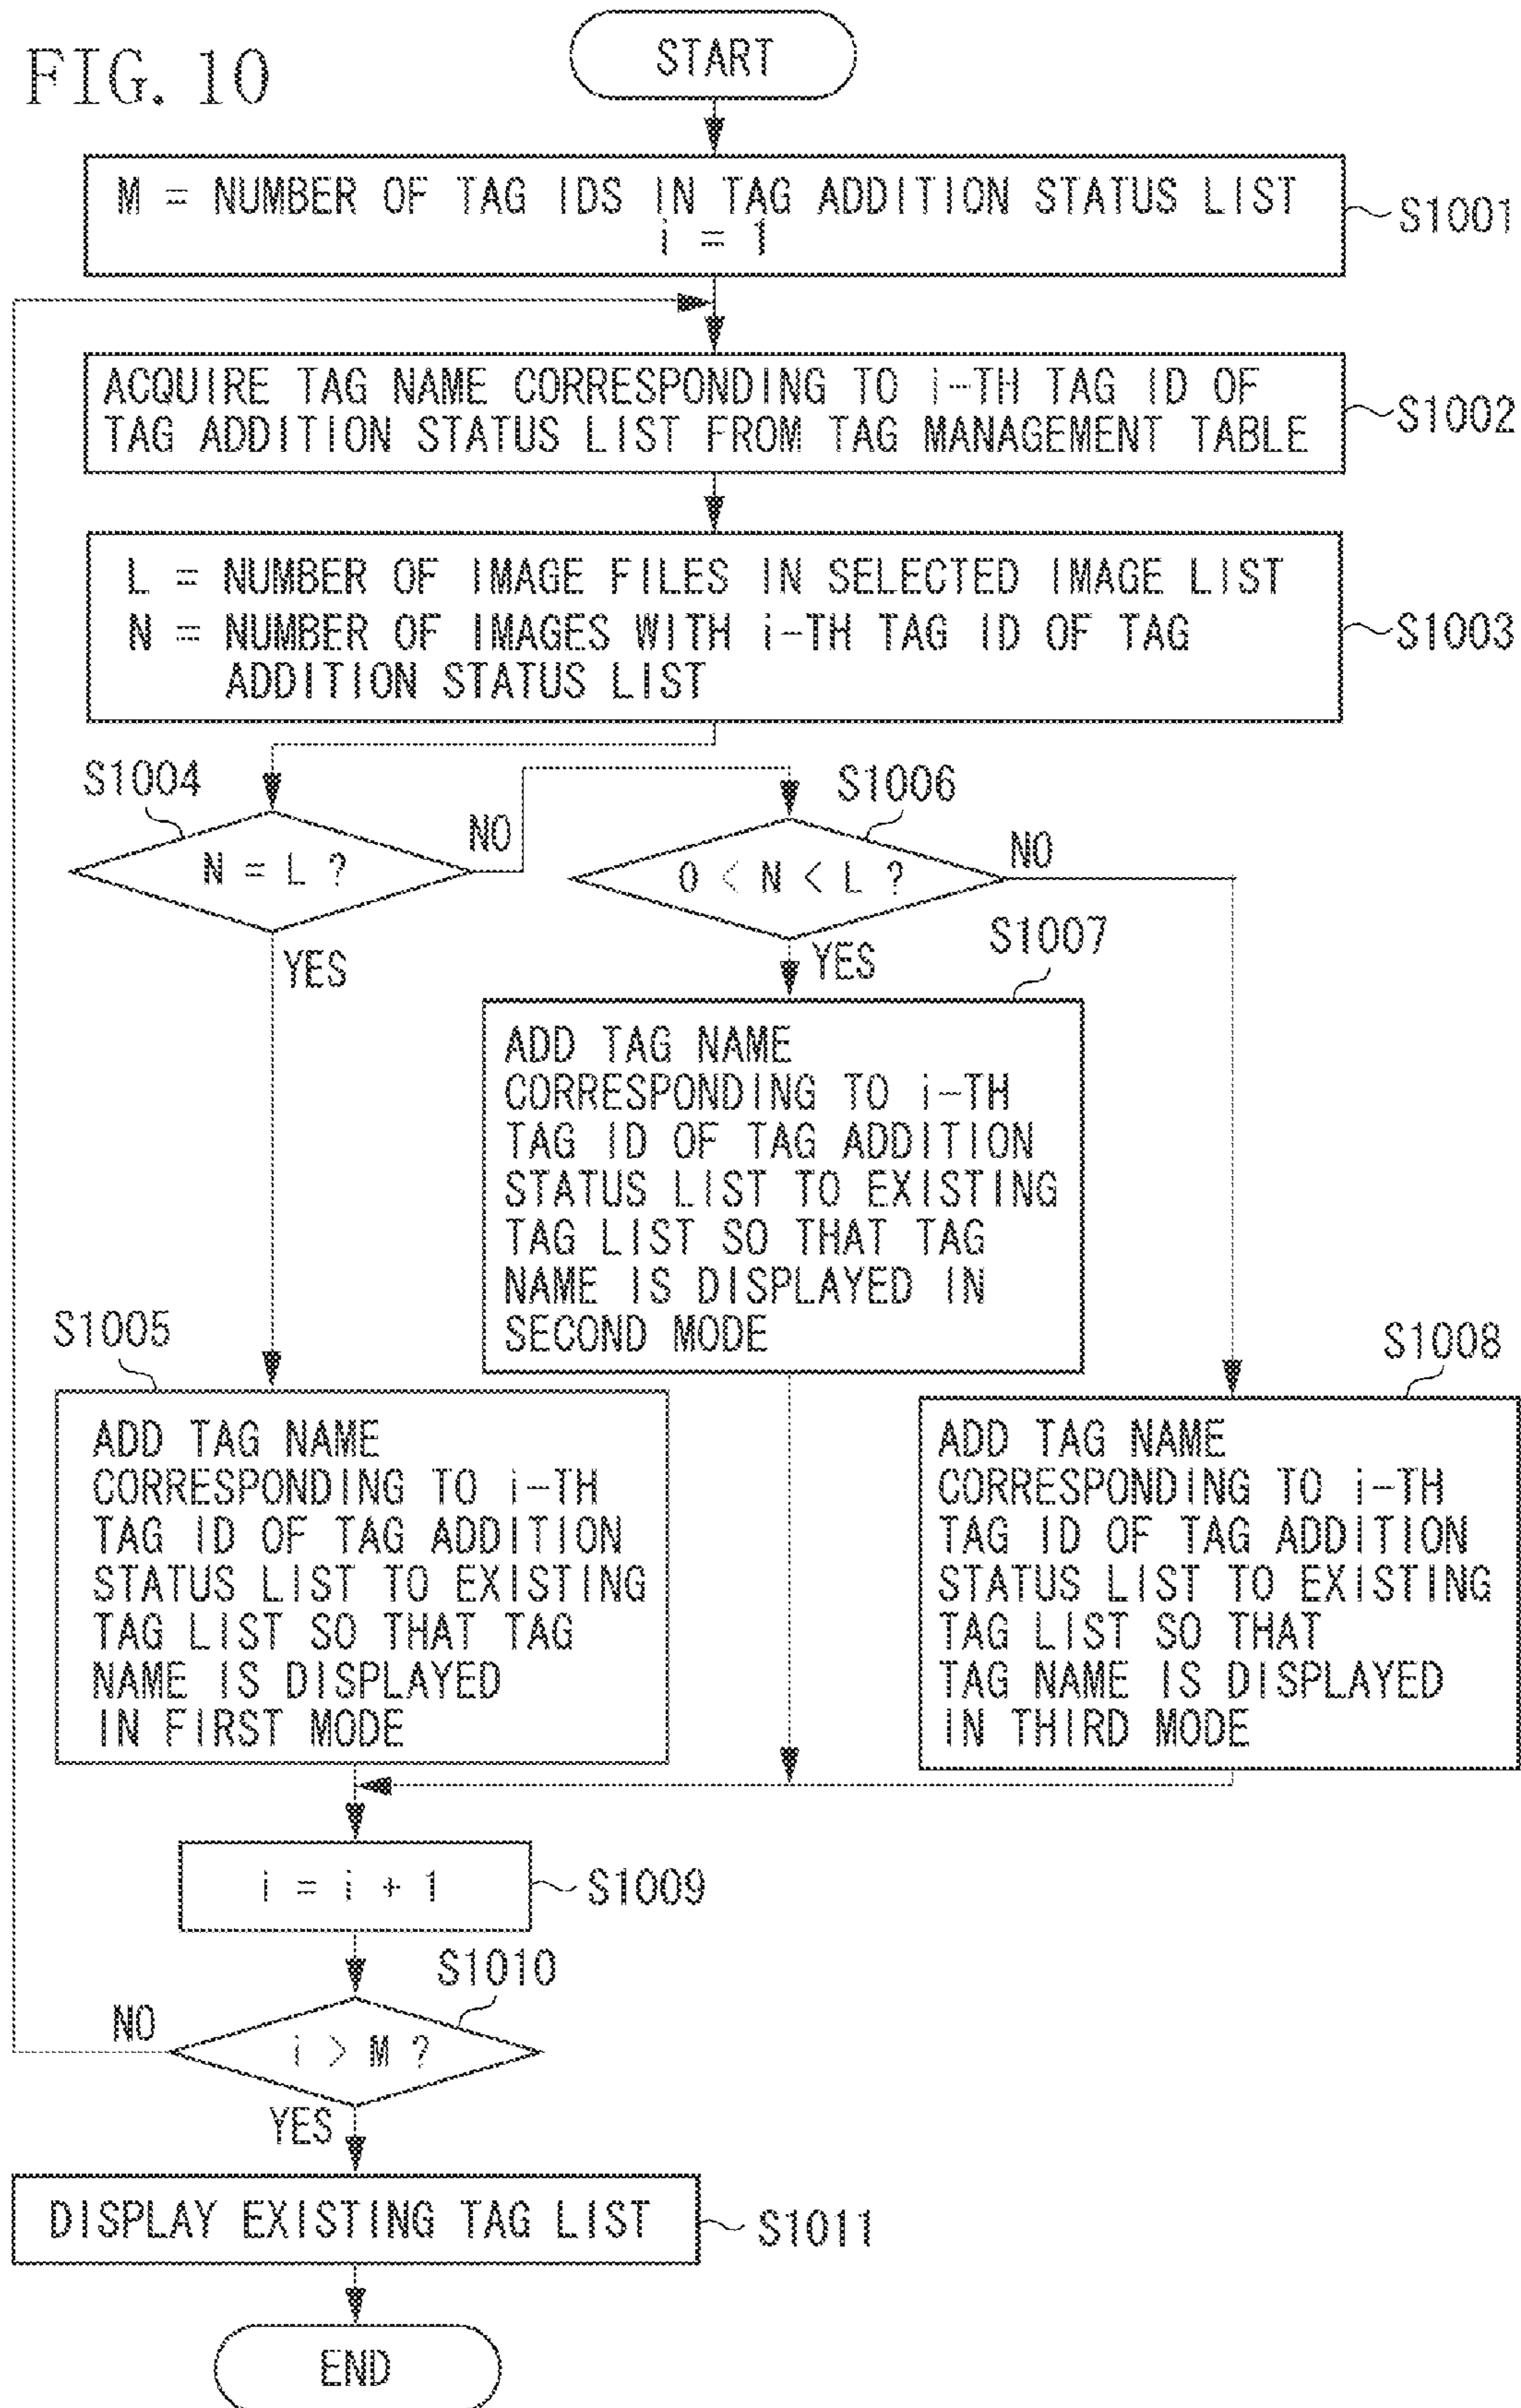 FIG. 10
START
M = NUMBER OF TAG IDS IN TAG ADDITION STATUS LIST
i = 1
S1001
ACQUIRE TAG NAME CORRESPONDING TO i-TH TAG ID OF
TAG ADDITION STATUS LIST FROM TAG MANAGEMENT TABLE
S1002
L = NUMBER OF IMAGE FILES IN SELECTED IMAGE LIST
N = NUMBER OF IMAGES WITH i-TH TAG ID OF TAG
ADDITION STATUS LIST
S1003
S1004
N = L ?
NO
YES
S1006
0 < N < L ?
NO
YES
S1007
ADD TAG NAME
CORRESPONDING TO i-TH
TAG ID OF TAG ADDITION
STATUS LIST TO EXISTING
TAG LIST SO THAT TAG
NAME IS DISPLAYED IN
SECOND MODE
S1005
ADD TAG NAME
CORRESPONDING TO i-TH
TAG ID OF TAG ADDITION
STATUS LIST TO EXISTING
TAG LIST SO THAT TAG
NAME IS DISPLAYED
IN FIRST MODE
S1008
ADD TAG NAME
CORRESPONDING TO i-TH
TAG ID OF TAG ADDITION
STATUS LIST TO EXISTING
TAG LIST SO THAT
TAG NAME IS DISPLAYED
IN THIRD MODE
i = i + 1
S1009
S1010
i > M ?
NO
YES
DISPLAY EXISTING TAG LIST
S1011
END